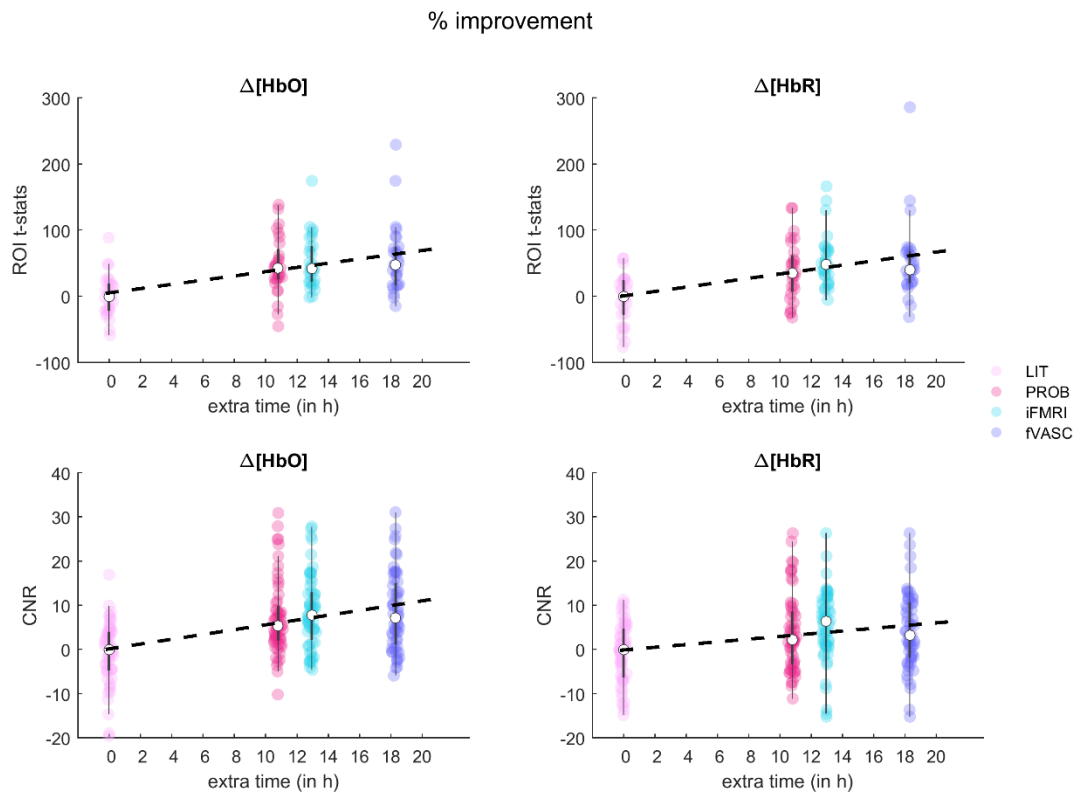 % improvement
Δ[HbO]
300
200
100
0
-100
ROI t-stats
0 2 4 6 8 10 12 14 16 18 20
extra time (in h)
Δ[HbR]
300
200
100
0
-100
ROI t-stats
0 2 4 6 8 10 12 14 16 18 20
extra time (in h)
LIT
PROB
iFMRI
fVASC
Δ[HbO]
40
30
20
10
0
-10
-20
CNR
0 2 4 6 8 10 12 14 16 18 20
extra time (in h)
Δ[HbR]
40
30
20
10
0
-10
-20
CNR
0 2 4 6 8 10 12 14 16 18 20
extra time (in h)